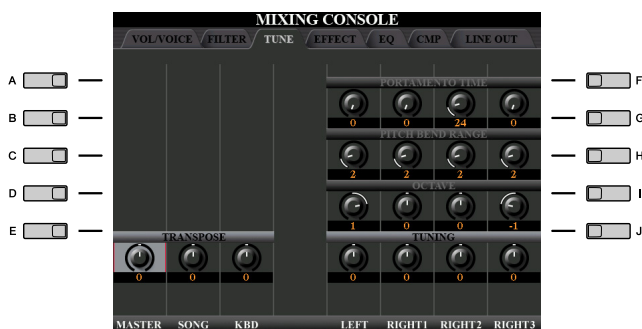 MIXING CONSOLE
VOL/VOICE FILTER TUNE EFFECT EQ CMP LINE OUT
A F
PORTAMENTO TIME
B G
0 0 24 0
PITCH BEND RANGE
C H
2 2 2 2
OCTAVE
D I
1 0 0 -1
E J
TRANSPOSE TUNING
0 0 0 0 0 0 0
MASTER SONG KBD LEFT RIGHT1 RIGHT2 RIGHT3